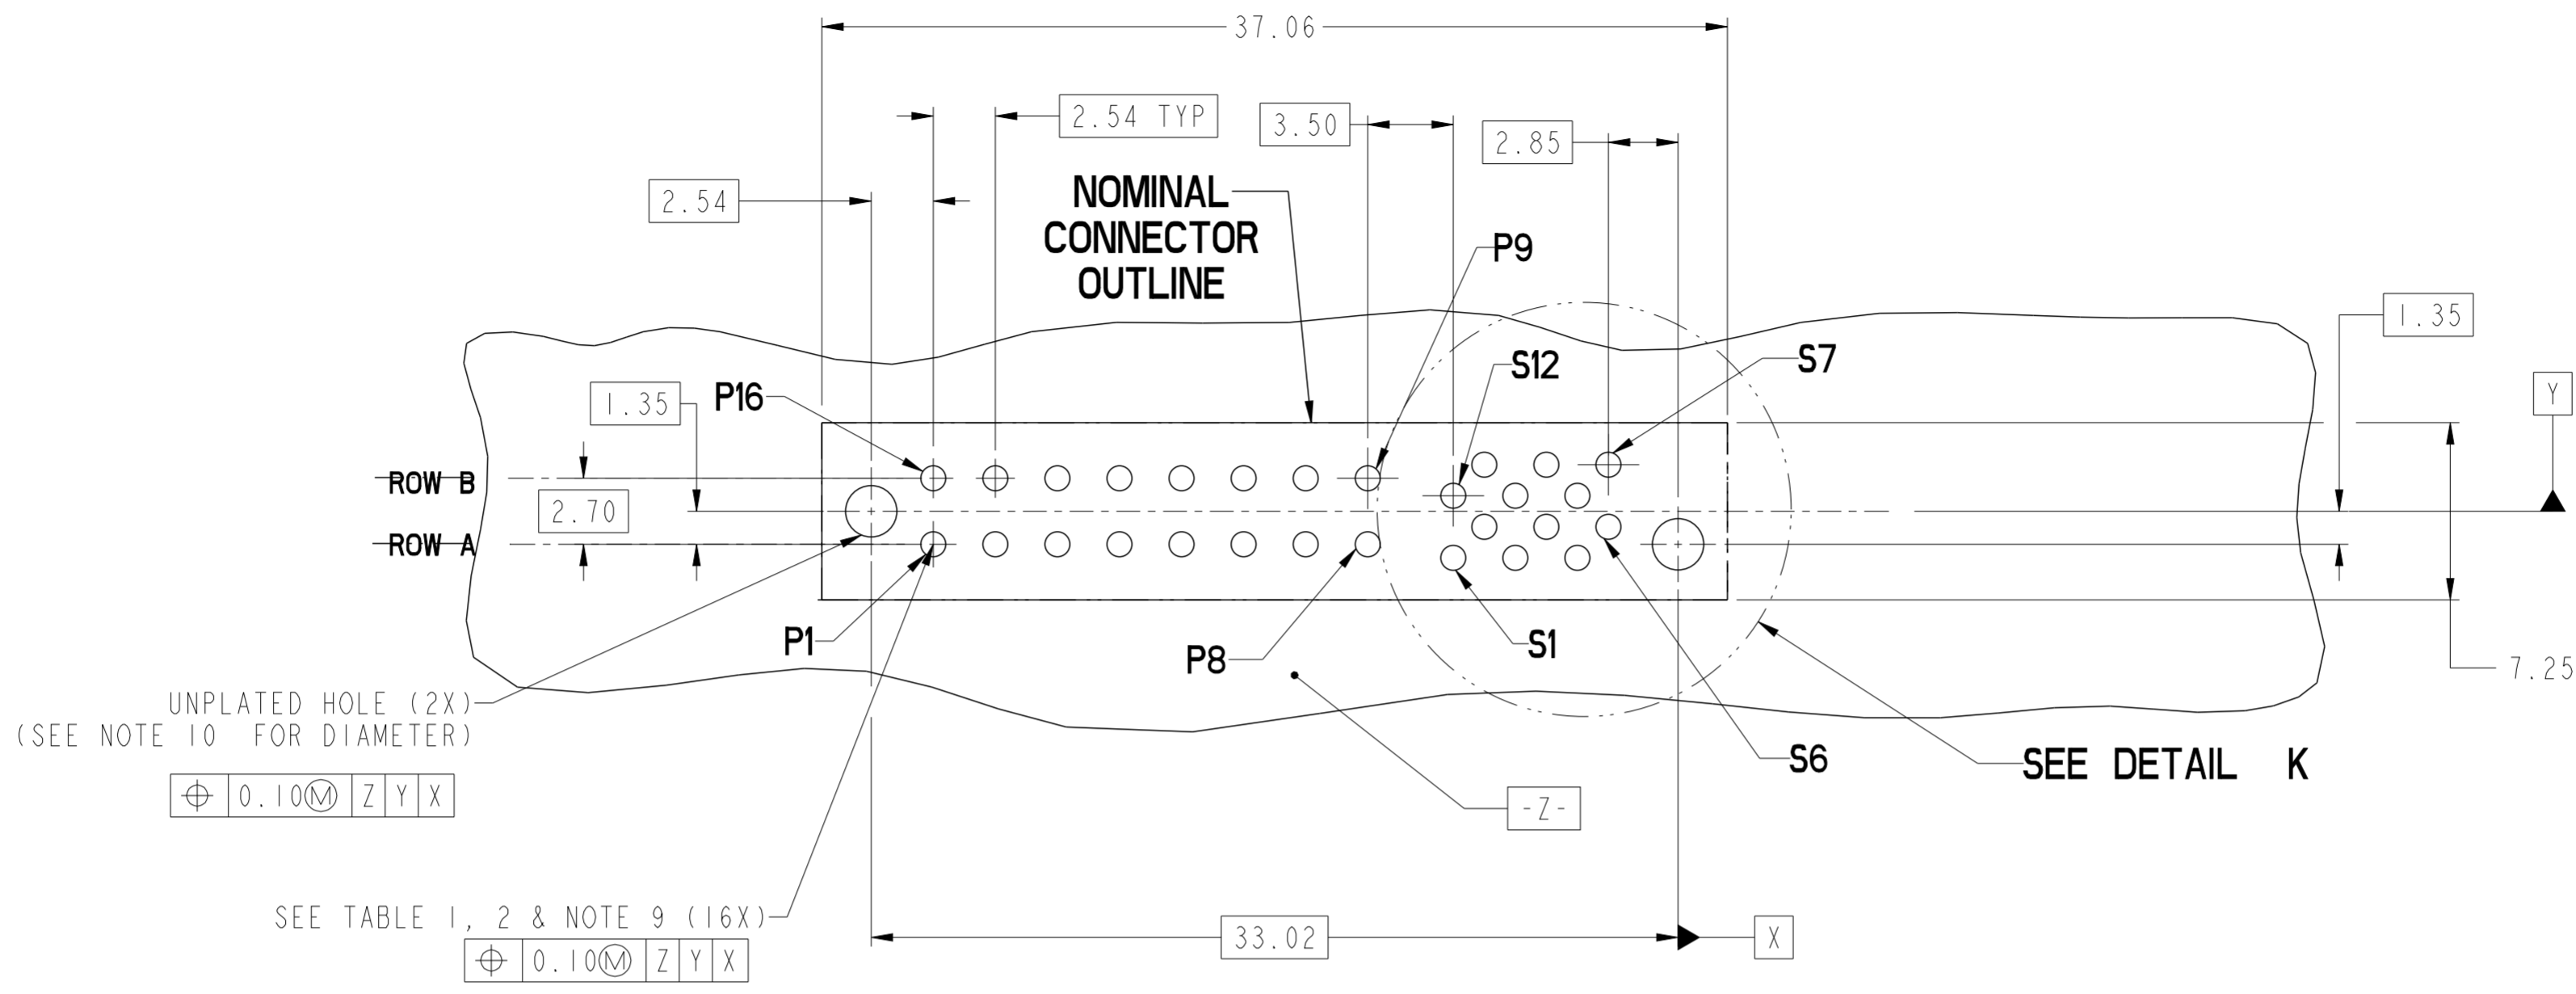 37.06
2.54 TYP
3.50
2.85
2.54
NOMINAL
CONNECTOR
OUTLINE
P9
1.35
S12
S7
Y
1.35
P16
ROW B
2.70
ROW A
P1
P8
S1
7.25
UNPLATED HOLE (2X)
(SEE NOTE 10 FOR DIAMETER)
S6
SEE DETAIL K
⌖ 0.10Ⓜ Z Y X
-Z-
SEE TABLE 1, 2 & NOTE 9 (16X)
33.02
X
⌖ 0.10Ⓜ Z Y X